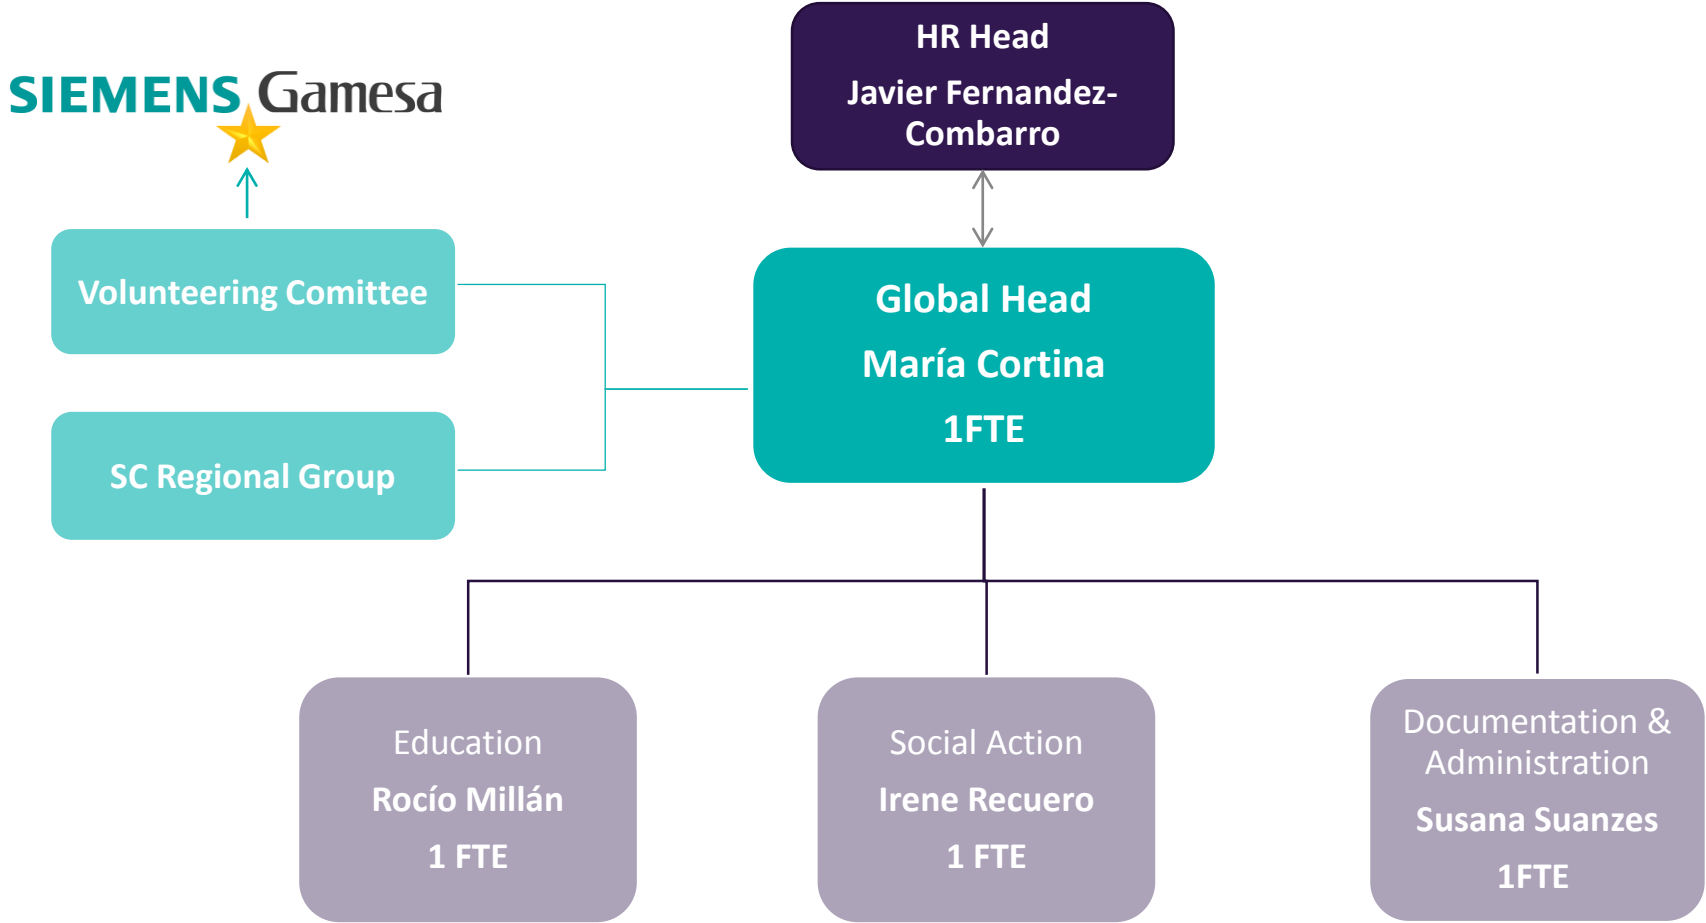 SIEMENS Gamesa
HR Head
Javier Fernandez-
Combarro
Volunteering Comittee
SC Regional Group
Global Head
María Cortina
1FTE
Education
Rocío Millán
1 FTE
Social Action
Irene Recuero
1 FTE
Documentation &
Administration
Susana Suanzes
1FTE